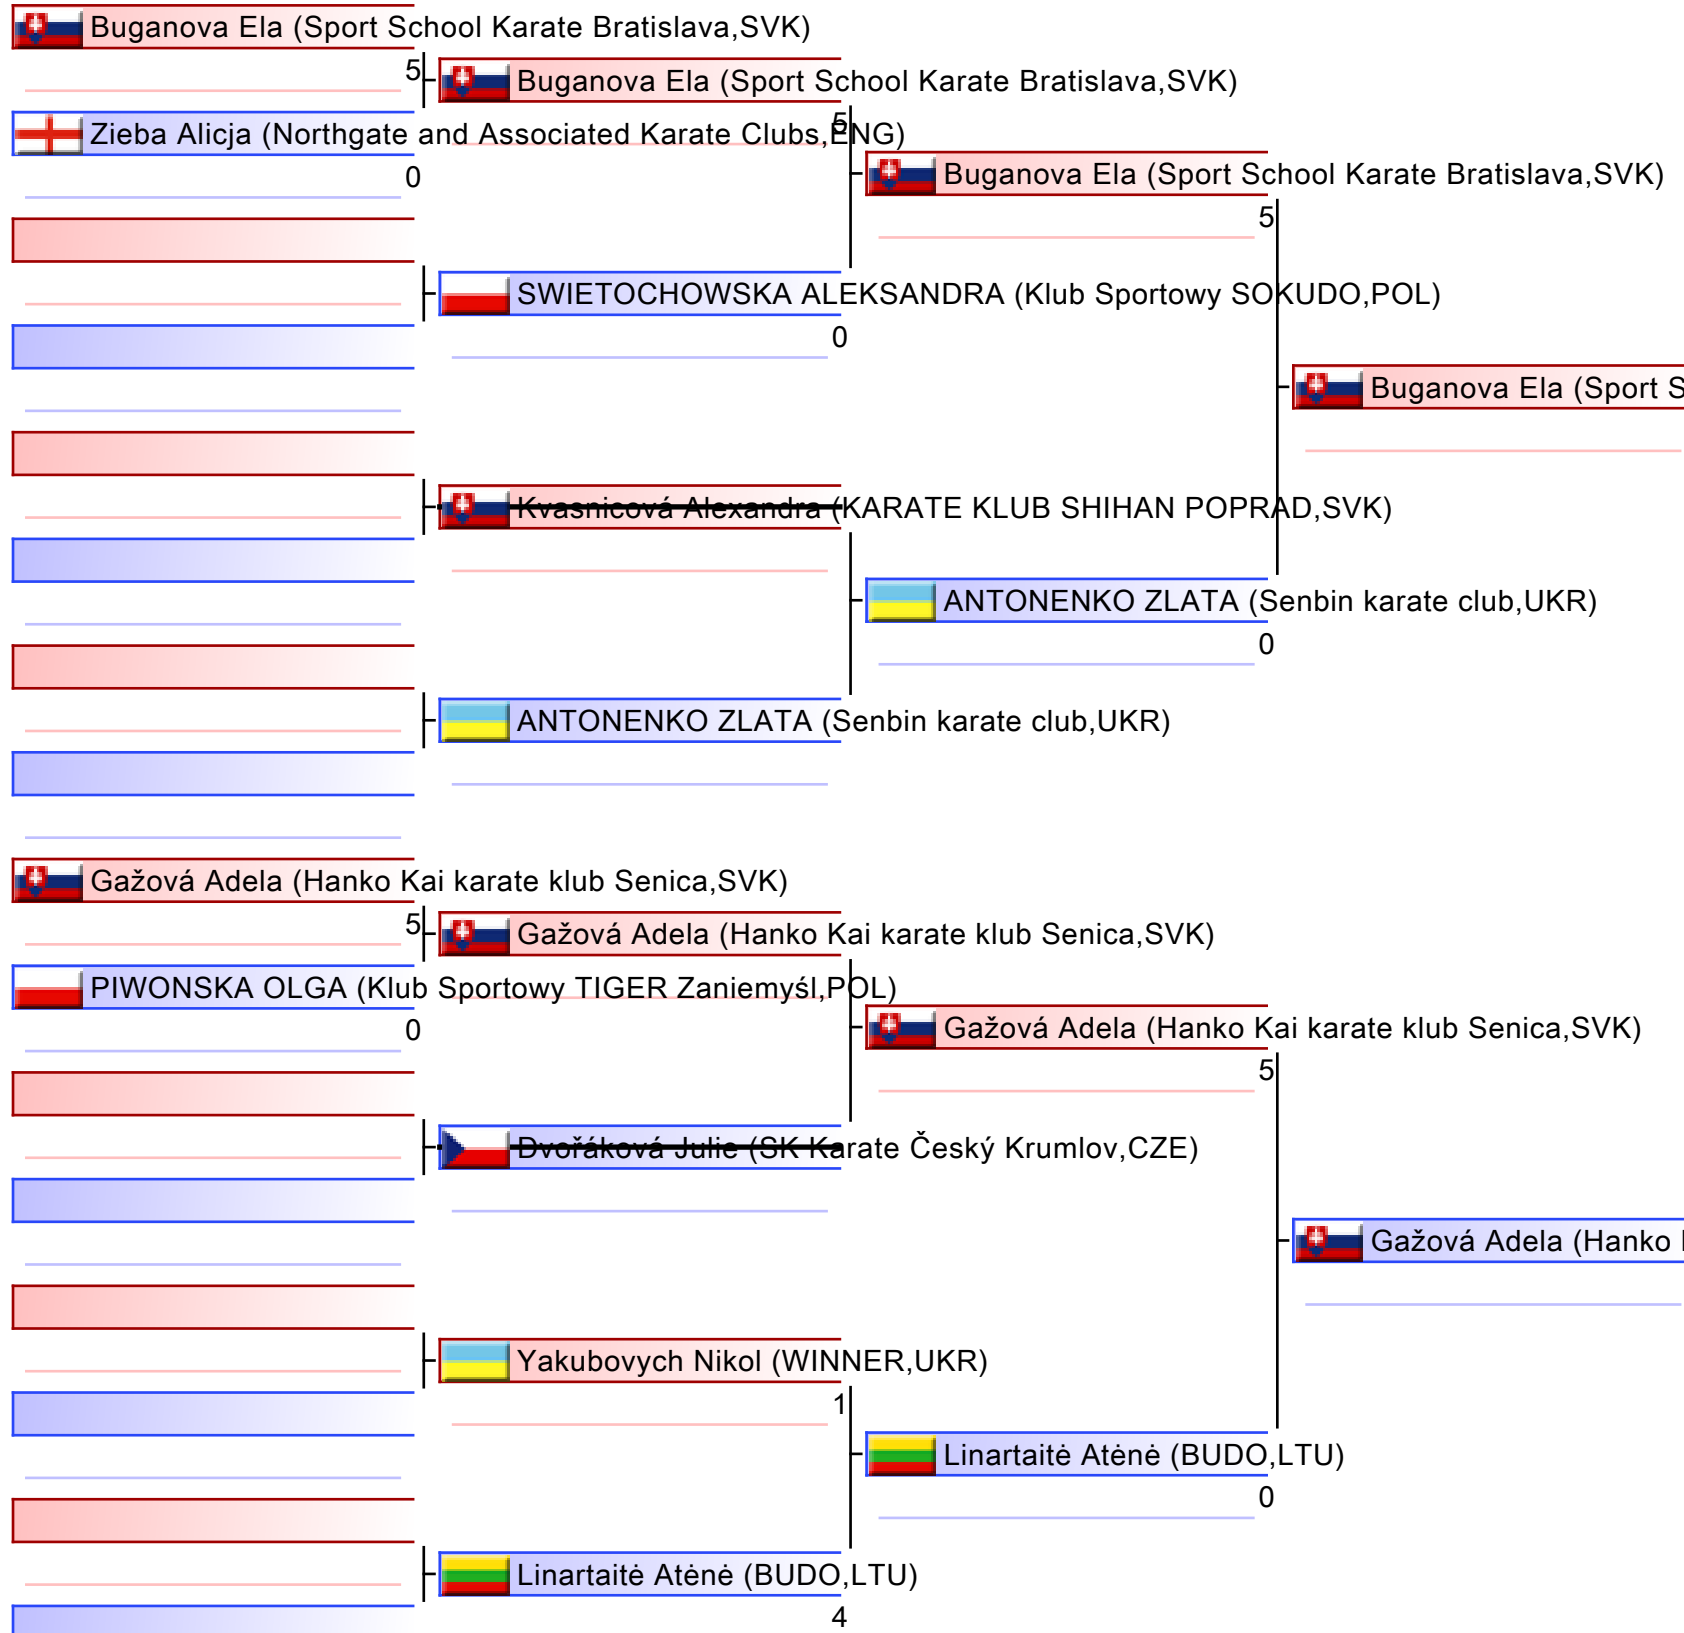 Buganova Ela (Sport School Karate Bratislava,SVK)
5
Buganova Ela (Sport School Karate Bratislava,SVK)
Zieba Alicja (Northgate and Associated Karate Clubs,ENG)
5
0
Buganova Ela (Sport School Karate Bratislava,SVK)
5
SWIETOCHOWSKA ALEKSANDRA (Klub Sportowy SOKUDO,POL)
0
Buganova Ela (Sport S
Kvasnicová Alexandra (KARATE KLUB SHIHAN POPRAD,SVK)
ANTONENKO ZLATA (Senbin karate club,UKR)
0
ANTONENKO ZLATA (Senbin karate club,UKR)
Gažová Adela (Hanko Kai karate klub Senica,SVK)
5
Gažová Adela (Hanko Kai karate klub Senica,SVK)
PIWONSKA OLGA (Klub Sportowy TIGER Zaniemyśl,POL)
0
Gažová Adela (Hanko Kai karate klub Senica,SVK)
5
Dvořáková Julie (SK Karate Český Krumlov,CZE)
Gažová Adela (Hanko
Yakubovych Nikol (WINNER,UKR)
1
Linartaitė Atėnė (BUDO,LTU)
0
Linartaitė Atėnė (BUDO,LTU)
4